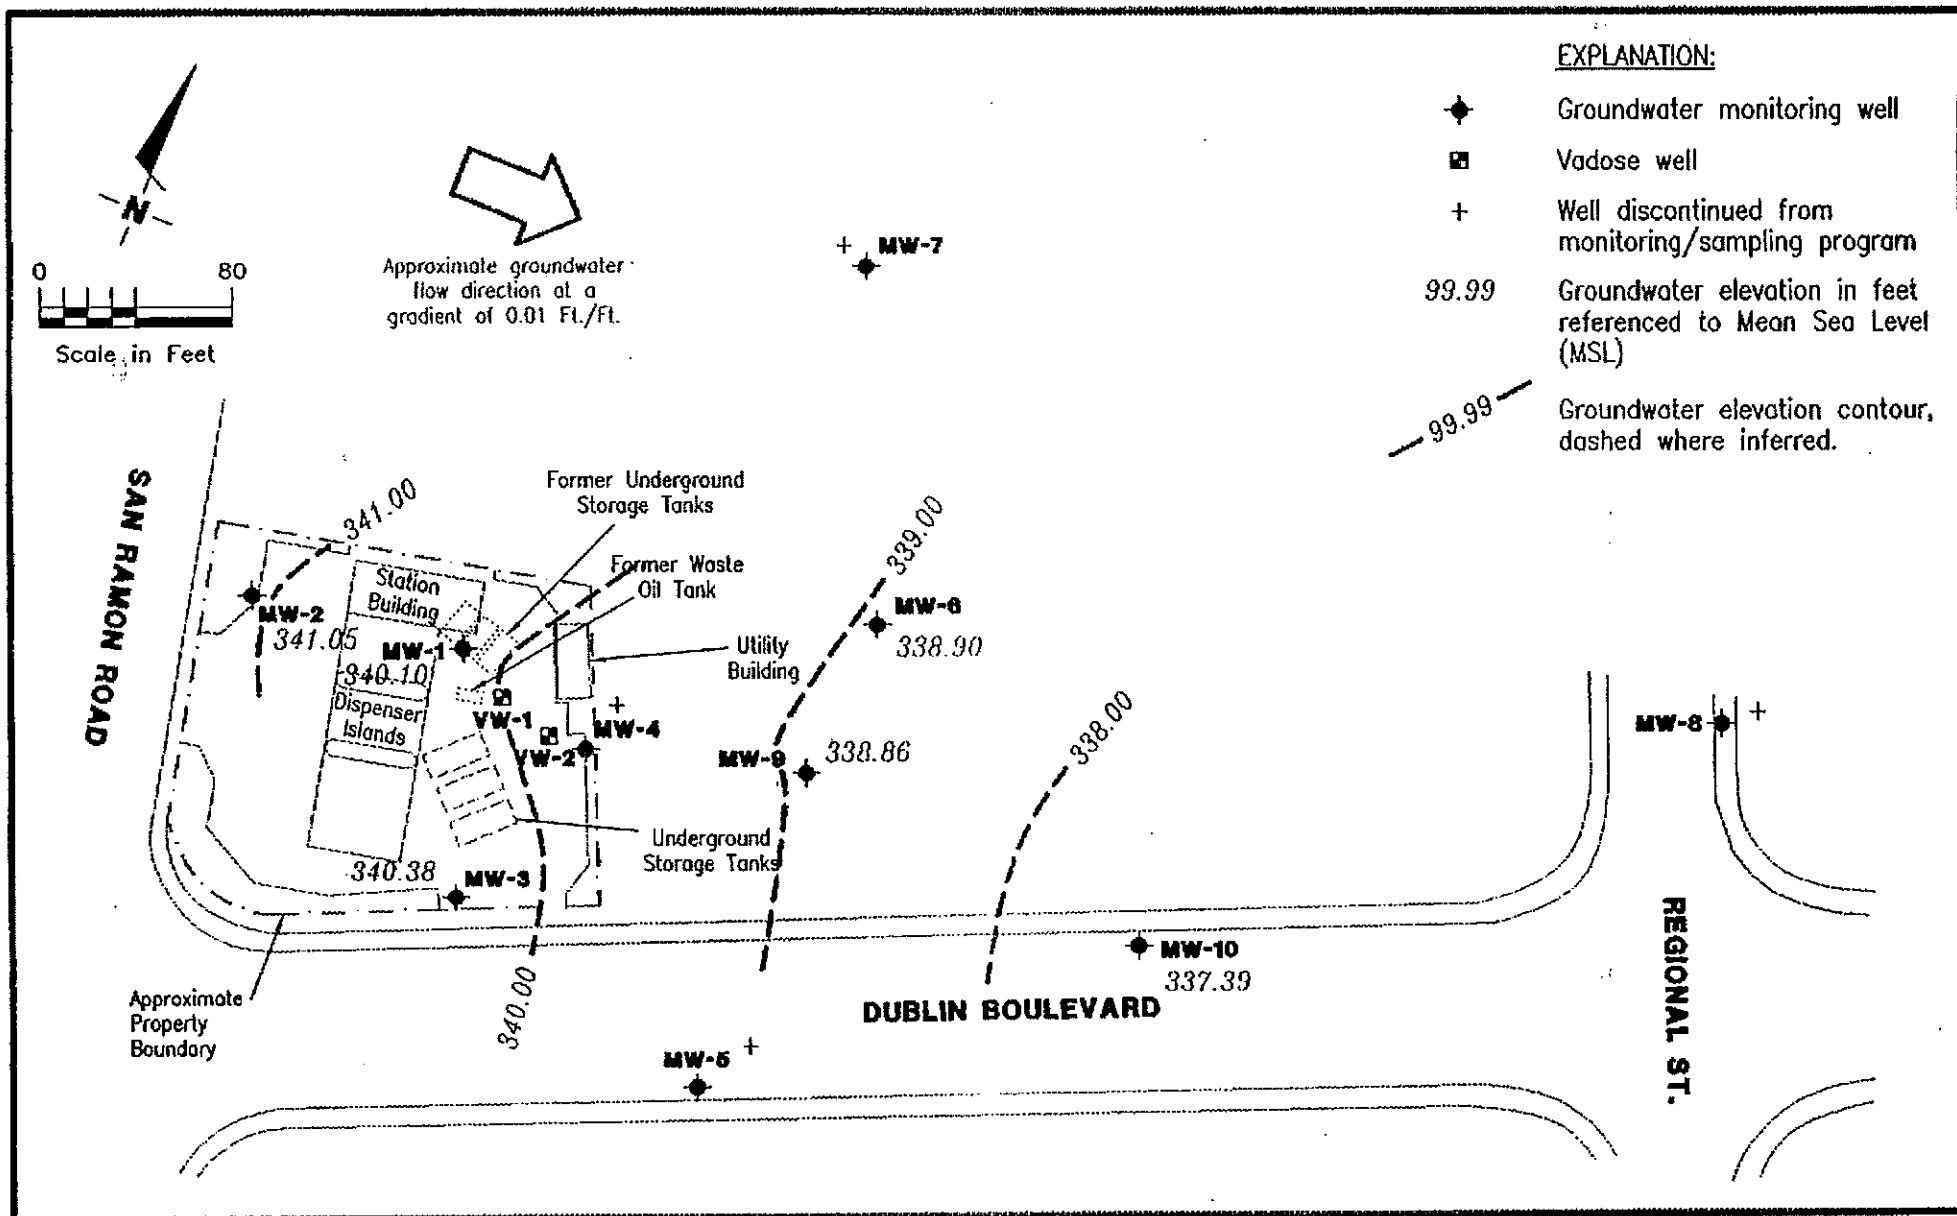 EXPLANATION:
Groundwater monitoring well
Vadose well
+ Well discontinued from
monitoring/sampling program
99.99 Groundwater elevation in feet
referenced to Mean Sea Level
(MSL)
99.99 Groundwater elevation contour,
dashed where inferred.
N
0 80
Scale in Feet
Approximate groundwater
flow direction at a
gradient of 0.01 Ft./Ft.
+ MW-7
SAN RAMON ROAD
341.00
Former Underground
Storage Tanks
Former Waste
Oil Tank
Station
Building
MW-2
341.05
MW-1
340.10
Dispenser
Islands
VW-1
VW-2
+
MW-4
Utility
Building
Underground
Storage Tanks
340.38
MW-3
340.00
Approximate
Property
Boundary
339.00
MW-6
338.90
MW-9
338.86
338.00
MW-8 +
MW-10
337.39
DUBLIN BOULEVARD
MW-5 +
REGIONAL ST.